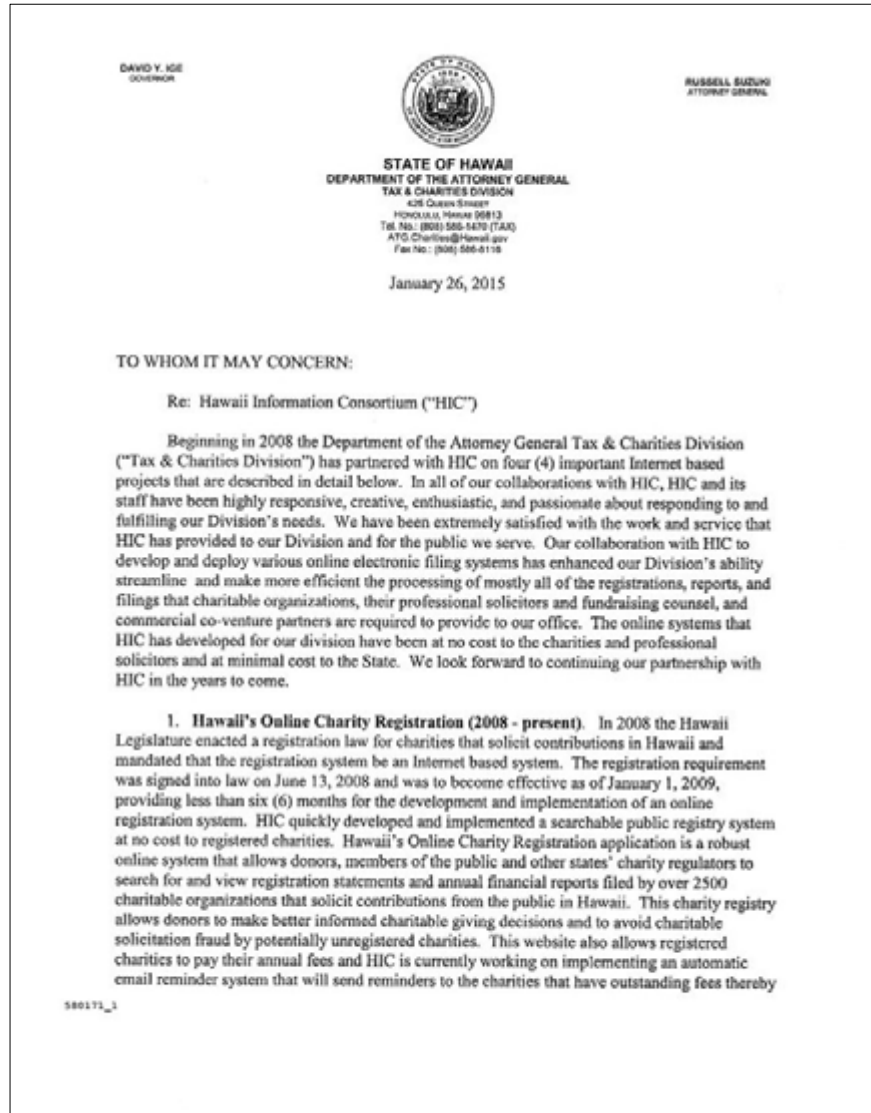 DAVID Y. IGE
GOVERNOR
RUSSELL SUZUKI
ATTORNEY GENERAL
STATE OF HAWAII
DEPARTMENT OF THE ATTORNEY GENERAL
TAX & CHARITIES DIVISION
425 QUEEN STREET
HONOLULU, HAWAII 96813
Tel. No.: (808) 586-1470 (TAX)
ATG.Charities@Hawaii.gov
Fax No.: (808) 586-8116
January 26, 2015
TO WHOM IT MAY CONCERN:
Re: Hawaii Information Consortium ("HIC")
Beginning in 2008 the Department of the Attorney General Tax & Charities Division
("Tax & Charities Division") has partnered with HIC on four (4) important Internet based
projects that are described in detail below. In all of our collaborations with HIC, HIC and its
staff have been highly responsive, creative, enthusiastic, and passionate about responding to and
fulfilling our Division's needs. We have been extremely satisfied with the work and service that
HIC has provided to our Division and for the public we serve. Our collaboration with HIC to
develop and deploy various online electronic filing systems has enhanced our Division's ability
streamline and make more efficient the processing of mostly all of the registrations, reports, and
filings that charitable organizations, their professional solicitors and fundraising counsel, and
commercial co-venture partners are required to provide to our office. The online systems that
HIC has developed for our division have been at no cost to the charities and professional
solicitors and at minimal cost to the State. We look forward to continuing our partnership with
HIC in the years to come.
1. Hawaii's Online Charity Registration (2008 - present). In 2008 the Hawaii
Legislature enacted a registration law for charities that solicit contributions in Hawaii and
mandated that the registration system be an Internet based system. The registration requirement
was signed into law on June 13, 2008 and was to become effective as of January 1, 2009,
providing less than six (6) months for the development and implementation of an online
registration system. HIC quickly developed and implemented a searchable public registry system
at no cost to registered charities. Hawaii's Online Charity Registration application is a robust
online system that allows donors, members of the public and other states' charity regulators to
search for and view registration statements and annual financial reports filed by over 2500
charitable organizations that solicit contributions from the public in Hawaii. This charity registry
allows donors to make better informed charitable giving decisions and to avoid charitable
solicitation fraud by potentially unregistered charities. This website also allows registered
charities to pay their annual fees and HIC is currently working on implementing an automatic
email reminder system that will send reminders to the charities that have outstanding fees thereby
580171_1